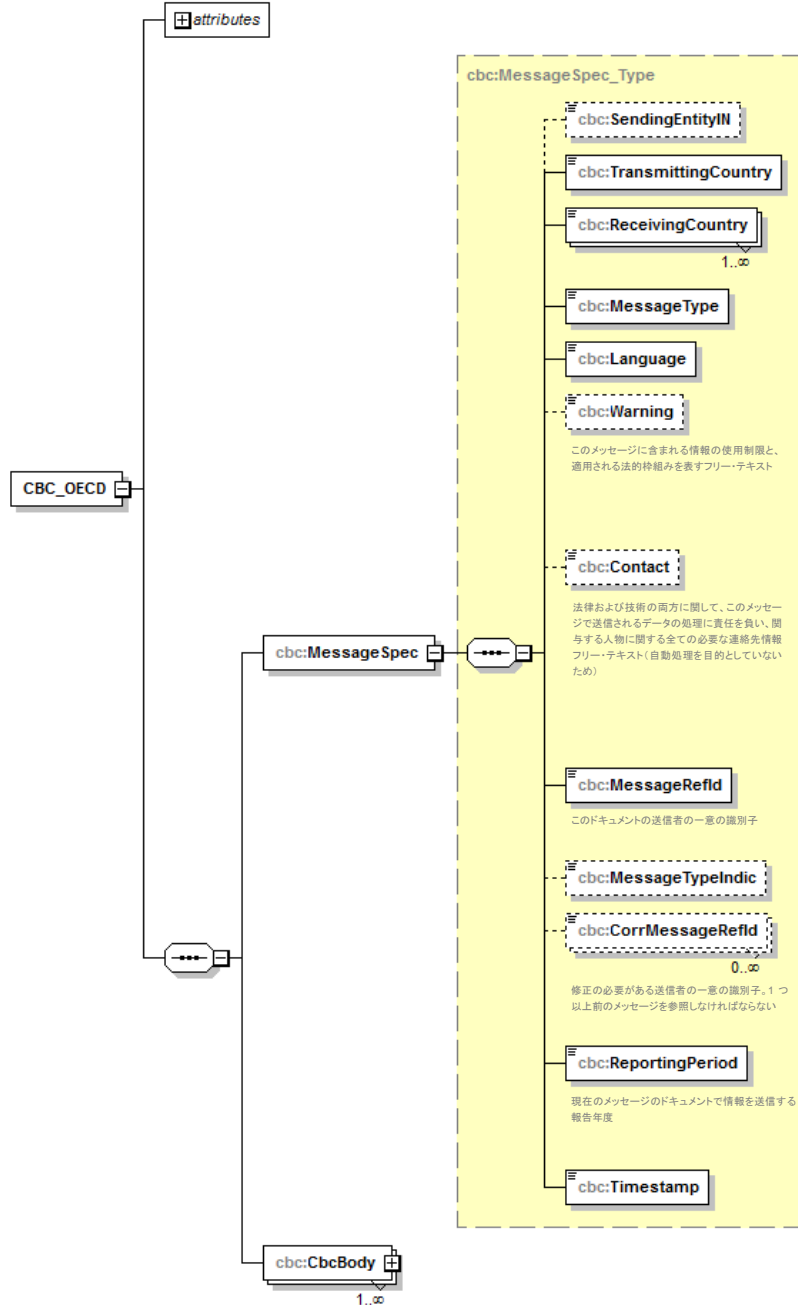 attributes
cbc:MessageSpec_Type
cbc:SendingEntityIN
cbc:TransmittingCountry
cbc:ReceivingCountry
1..∞
cbc:MessageType
cbc:Language
cbc:Warning
このメッセージに含まれる情報の使用制限と、
適用される法的枠組みを表すフリー・テキスト
CBC_OECD
cbc:Contact
法律および技術の両方に関して、このメッセー
ジで送信されるデータの処理に責任を負い、関
与する人物に関する全ての必要な連絡先情報
フリー・テキスト(自動処理を目的としていない
ため)
cbc:MessageSpec
cbc:MessageRefId
このドキュメントの送信者の一意の識別子
cbc:MessageTypeIndic
cbc:CorrMessageRefId
0..∞
修正の必要がある送信者の一意の識別子。1 つ
以上前のメッセージを参照しなければならない
cbc:ReportingPeriod
現在のメッセージのドキュメントで情報を送信する
報告年度
cbc:Timestamp
cbc:CbcBody
1..∞